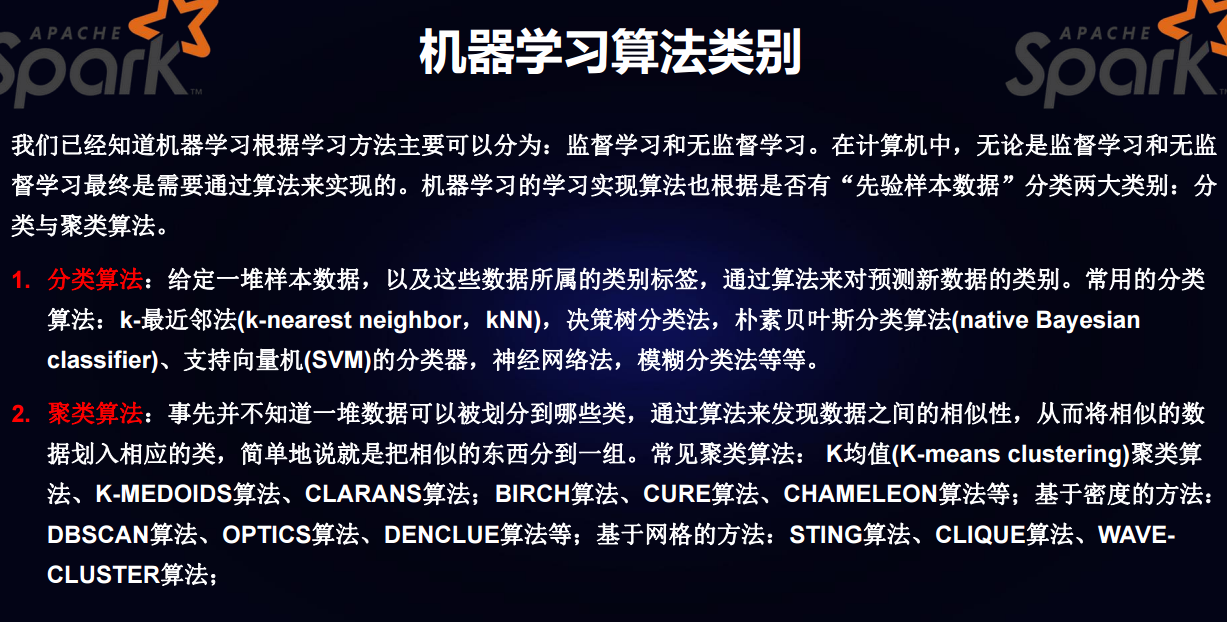 APACHE
Spark™
APACHE
Spark
机器学习算法类别
我们已经知道机器学习根据学习方法主要可以分为：监督学习和无监督学习。在计算机中，无论是监督学习和无监
督学习最终是需要通过算法来实现的。机器学习的学习实现算法也根据是否有“先验样本数据”分类两大类别：分
类与聚类算法。
1. 分类算法：给定一堆样本数据，以及这些数据所属的类别标签，通过算法来对预测新数据的类别。常用的分类
算法：k-最近邻法(k-nearest neighbor，kNN)，决策树分类法，朴素贝叶斯分类算法(native Bayesian
classifier)、支持向量机(SVM)的分类器，神经网络法，模糊分类法等等。
2. 聚类算法：事先并不知道一堆数据可以被划分到哪些类，通过算法来发现数据之间的相似性，从而将相似的数
据划入相应的类，简单地说就是把相似的东西分到一组。常见聚类算法： K均值(K-means clustering)聚类算
法、K-MEDOIDS算法、CLARANS算法；BIRCH算法、CURE算法、CHAMELEON算法等；基于密度的方法：
DBSCAN算法、OPTICS算法、DENCLUE算法等；基于网格的方法：STING算法、CLIQUE算法、WAVE-
CLUSTER算法；